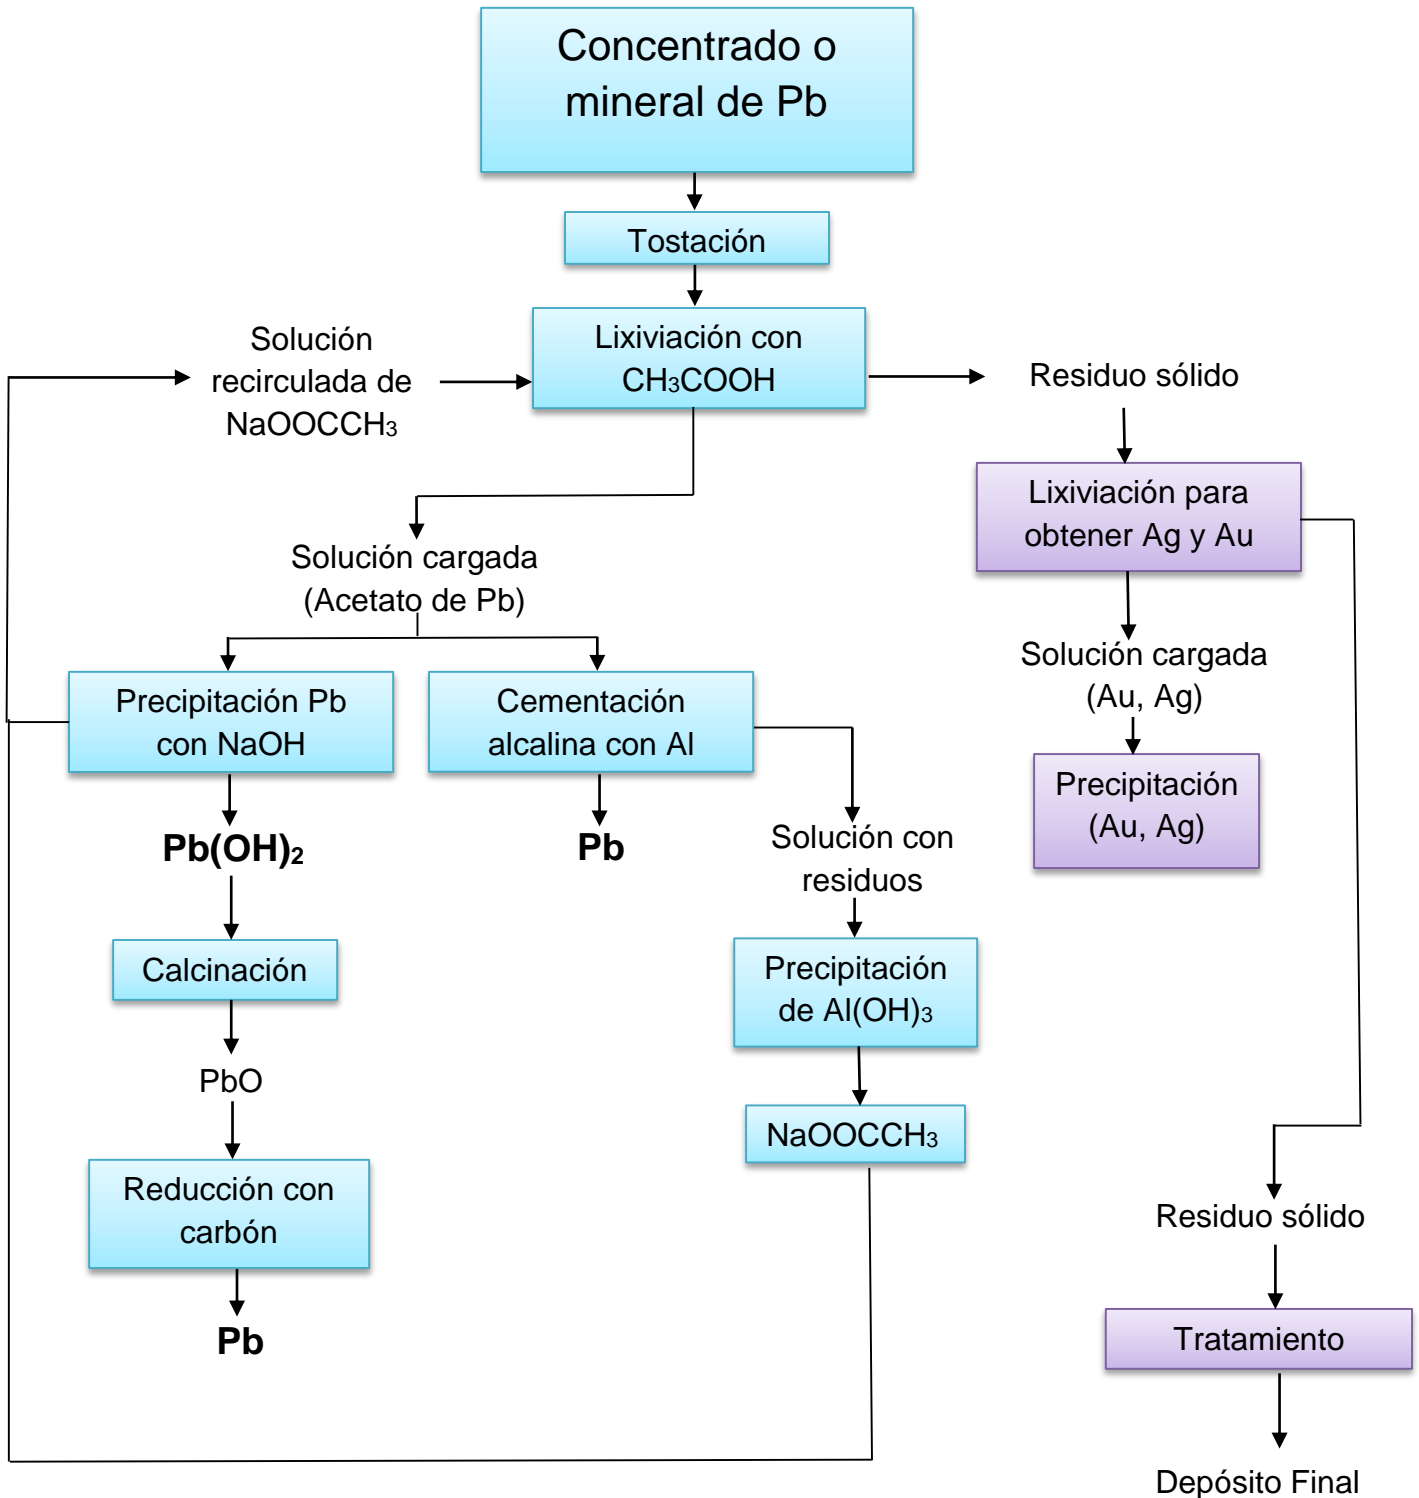 Concentrado o
mineral de Pb
Tostación
Lixiviación con
CH₃COOH
Solución
recirculada de
NaOOCCH₃
Residuo sólido
Lixiviación para
obtener Ag y Au
Solución cargada
(Acetato de Pb)
Solución cargada
(Au, Ag)
Precipitación Pb
con NaOH
Cementación
alcalina con Al
Precipitación
(Au, Ag)
Pb(OH)₂
Pb
Solución con
residuos
Calcinación
Precipitación
de Al(OH)₃
PbO
NaOOCCH₃
Reducción con
carbón
Residuo sólido
Pb
Tratamiento
Depósito Final